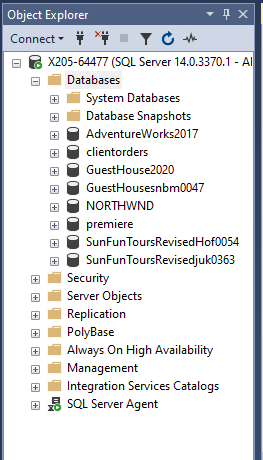 Object Explorer
Connect
X205-64477 (SQL Server 14.0.3370.1 - Al
Databases
System Databases
Database Snapshots
AdventureWorks2017
clientorders
GuestHouse2020
GuestHousesnbm0047
NORTHWND
premiere
SunFunToursRevisedHof0054
SunFunToursRevisedjuk0363
Security
Server Objects
Replication
PolyBase
Always On High Availability
Management
Integration Services Catalogs
SQL Server Agent